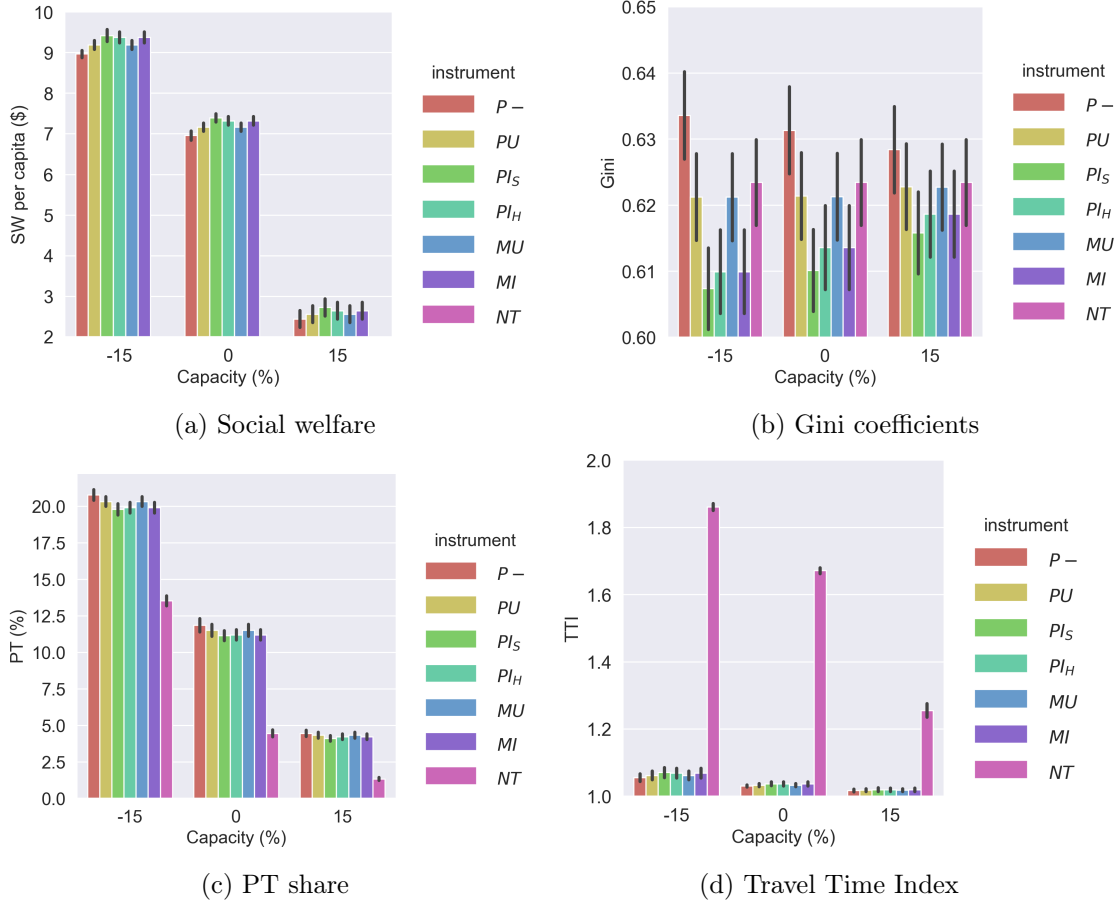 10
9
8
7
6
5
4
3
2
SW per capita ($)
-15
0
15
Capacity (%)
instrument
P −
PU
PI_S
PI_H
MU
MI
NT
(a) Social welfare
0.65
0.64
0.63
0.62
0.61
0.60
Gini
-15
0
15
Capacity (%)
instrument
P −
PU
PI_S
PI_H
MU
MI
NT
(b) Gini coefficients
20.0
17.5
15.0
12.5
10.0
7.5
5.0
2.5
0.0
PT (%)
-15
0
15
Capacity (%)
instrument
P −
PU
PI_S
PI_H
MU
MI
NT
(c) PT share
2.0
1.8
1.6
1.4
1.2
1.0
TTI
-15
0
15
Capacity (%)
instrument
P −
PU
PI_S
PI_H
MU
MI
NT
(d) Travel Time Index